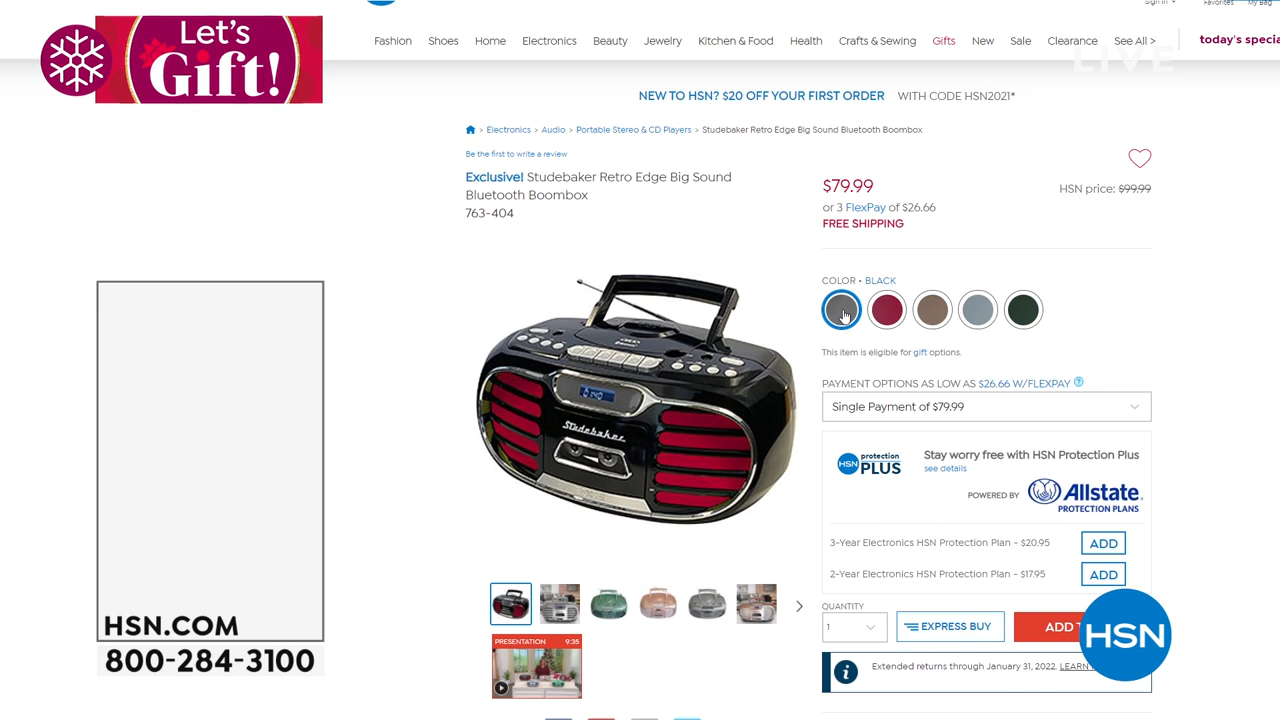 Sign in
Favorites
My Bag
Let's
Gift!
Fashion
Shoes
Home
Electronics
Beauty
Jewelry
Kitchen & Food
Health
Crafts & Sewing
Gifts
New
Sale
Clearance
See All >
today's specia
LIVE
NEW TO HSN? $20 OFF YOUR FIRST ORDER WITH CODE HSN2021*
> Electronics > Audio > Portable Stereo & CD Players > Studebaker Retro Edge Big Sound Bluetooth Boombox
Be the first to write a review
Exclusive! Studebaker Retro Edge Big Sound
Bluetooth Boombox
763-404
$79.99
HSN price: $99.99
or 3 FlexPay of $26.66
FREE SHIPPING
COLOR • BLACK
This item is eligible for gift options.
PAYMENT OPTIONS AS LOW AS $26.66 W/FLEXPAY ?
Single Payment of $79.99
HSN protection PLUS
Stay worry free with HSN Protection Plus
see details
POWERED BY Allstate.
PROTECTION PLANS
3-Year Electronics HSN Protection Plan - $20.95
ADD
2-Year Electronics HSN Protection Plan - $17.95
ADD
QUANTITY
1
EXPRESS BUY
ADD T
HSN
i
Extended returns through January 31, 2022. LEARN
Studebaker
PRESENTATION 9:35
HSN.COM
800-284-3100